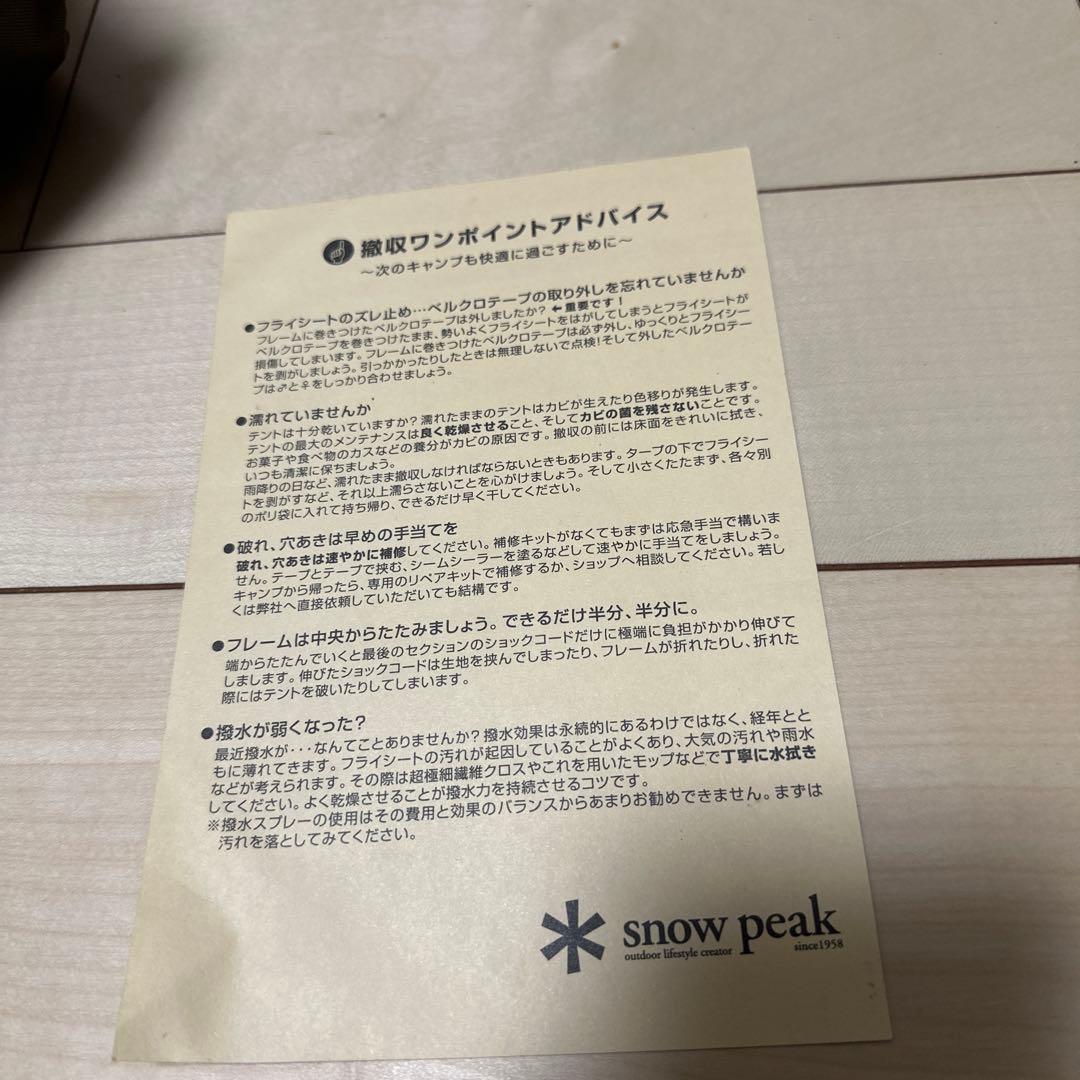 撤収ワンポイントアドバイス
～次のキャンプも快適に過ごすために～
●フライシートのズレ止め…ベルクロテープの取り外しを忘れていませんか
フレームに巻きつけたベルクロテープは外しましたか？ ←重要です！
ベルクロテープを巻きつけたまま、勢いよくフライシートをはがしてしまうとフライシートが
損傷してしまいます。フレームに巻きつけたベルクロテープは必ず外し、ゆっくりとフライシー
トを剥がしましょう。引っかかったりしたときは無理しないで点検！そして外したベルクロテー
プは♂と♀をしっかり合わせましょう。
●濡れていませんか
テントは十分乾いていますか？濡れたままのテントはカビが生えたり色移りが発生します。
テントの最大のメンテナンスは良く乾燥させること、そしてカビの菌を残さないことです。
お菓子や食べ物のカスなどの養分がカビの原因です。撤収の前には床面をきれいに拭き、
いつも清潔に保ちましょう。
雨降りの日など、濡れたまま撤収しなければならないときもあります。タープの下でフライシー
トを剥がすなど、それ以上濡らさないことを心がけましょう。そして小さくたたまず、各々別
のポリ袋に入れて持ち帰り、できるだけ早く干してください。
●破れ、穴あきは早めの手当てを
破れ、穴あきは速やかに補修してください。補修キットがなくてもまずは応急手当で構いま
せん。テープとテープで挟む、シームシーラーを塗るなどして速やかに手当てをしましょう。
キャンプから帰ったら、専用のリペアキットで補修するか、ショップへ相談してください。若し
くは弊社へ直接依頼していただいても結構です。
●フレームは中央からたたみましょう。できるだけ半分、半分に。
端からたたんでいくと最後のセクションのショックコードだけに極端に負担がかかり伸びて
しまします。伸びたショックコードは生地を挟んでしまったり、フレームが折れたりし、折れた
際にはテントを破いたりしてしまいます。
●撥水が弱くなった？
最近撥水が・・・なんてことありませんか？撥水効果は永続的にあるわけではなく、経年とと
もに薄れてきます。フライシートの汚れが起因していることがよくあり、大気の汚れや雨水
などが考えられます。その際は超極細繊維クロスやこれを用いたモップなどで丁寧に水拭き
してください。よく乾燥させることが撥水力を持続させるコツです。
※撥水スプレーの使用はその費用と効果のバランスからあまりお勧めできません。まずは
汚れを落としてみてください。
snow peak
outdoor lifestyle creator since1958